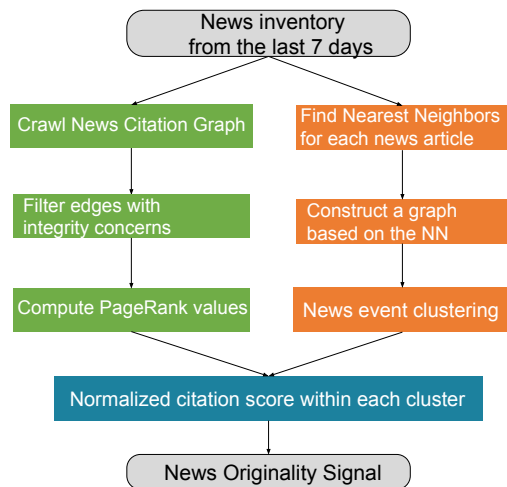 News inventory
from the last 7 days
Crawl News Citation Graph
Find Nearest Neighbors
for each news article
Filter edges with
integrity concerns
Construct a graph
based on the NN
Compute PageRank values
News event clustering
Normalized citation score within each cluster
News Originality Signal